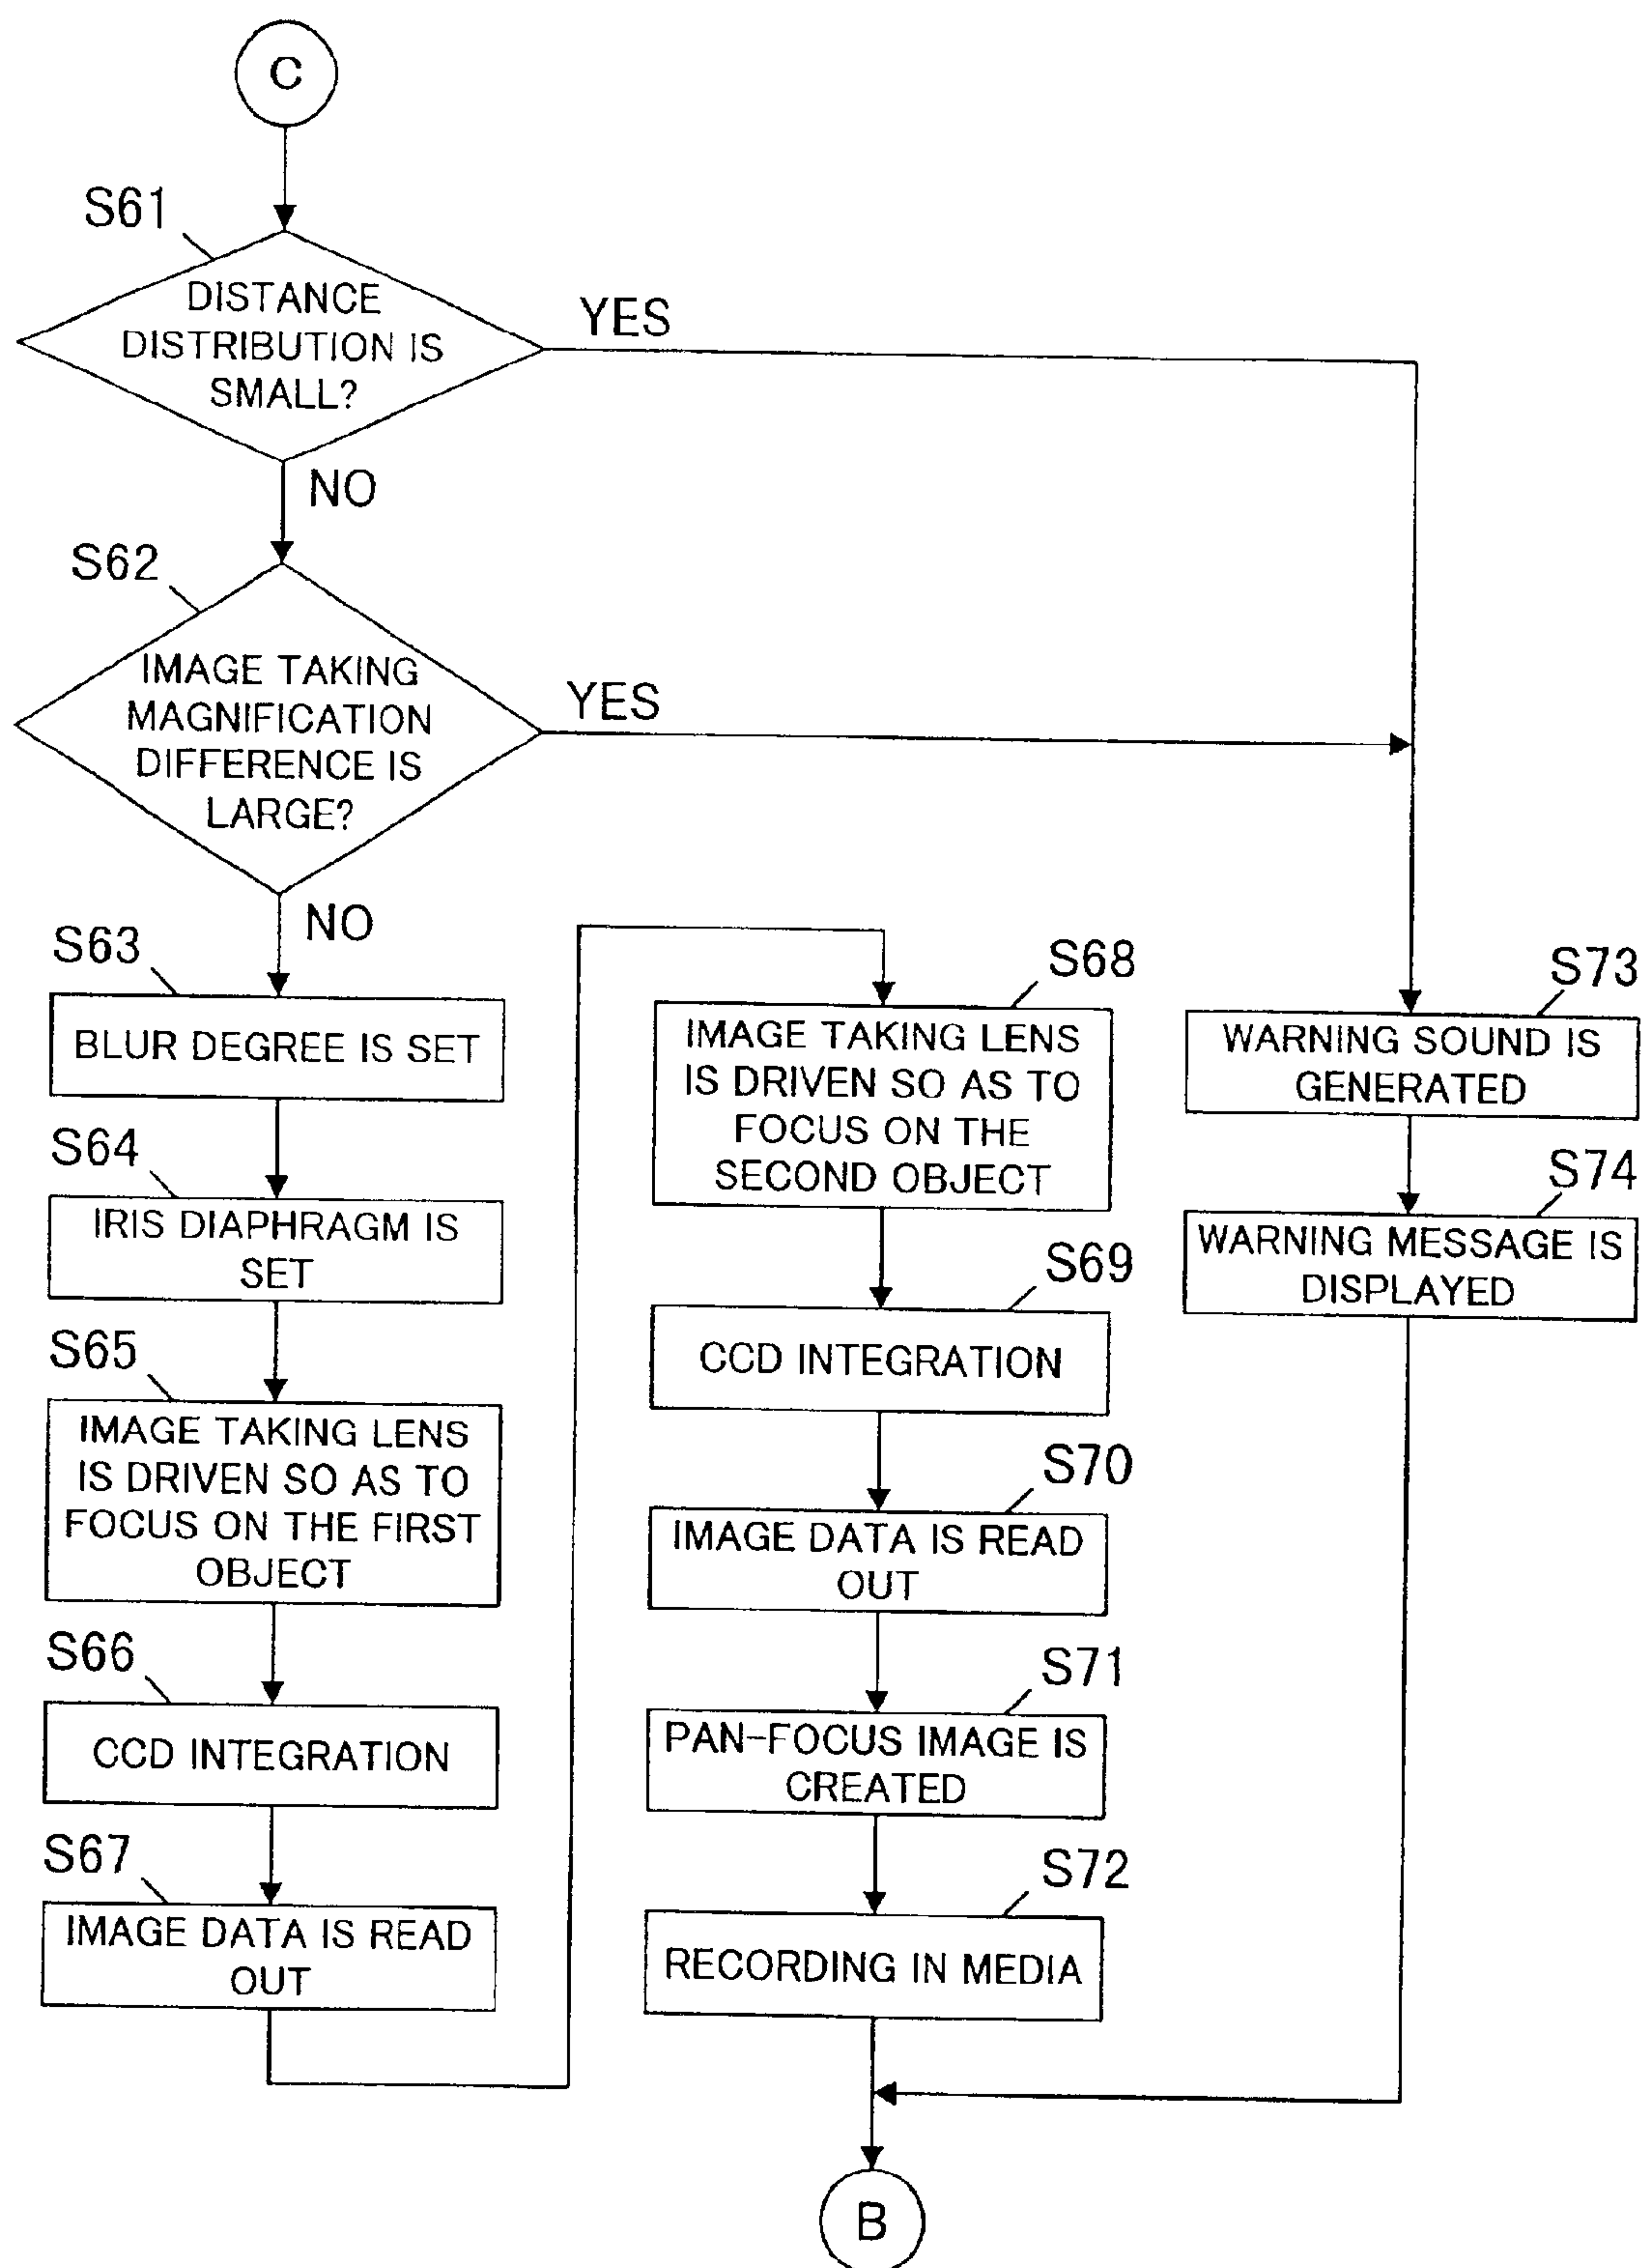 C
S61
DISTANCE
DISTRIBUTION IS
SMALL?
YES
NO
S62
IMAGE TAKING
MAGNIFICATION
DIFFERENCE IS
LARGE?
YES
NO
S63
BLUR DEGREE IS SET
S64
IRIS DIAPHRAGM IS
SET
S65
IMAGE TAKING LENS
IS DRIVEN SO AS TO
FOCUS ON THE FIRST
OBJECT
S66
CCD INTEGRATION
S67
IMAGE DATA IS READ
OUT
S68
IMAGE TAKING LENS
IS DRIVEN SO AS TO
FOCUS ON THE
SECOND OBJECT
S69
CCD INTEGRATION
S70
IMAGE DATA IS READ
OUT
S71
PAN-FOCUS IMAGE IS
CREATED
S72
RECORDING IN MEDIA
S73
WARNING SOUND IS
GENERATED
S74
WARNING MESSAGE IS
DISPLAYED
B